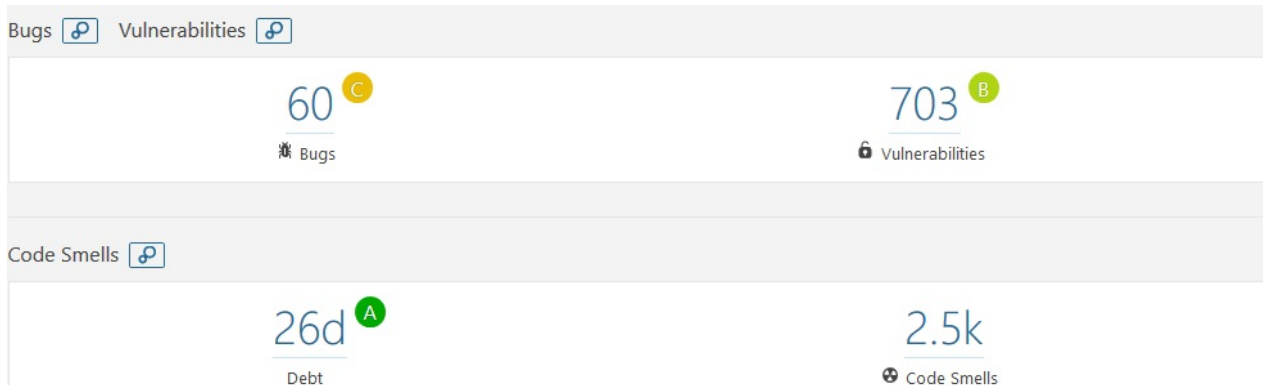 Bugs Vulnerabilities
60 C 703 B
Bugs Vulnerabilities
Code Smells
26d A 2.5k
Debt Code Smells